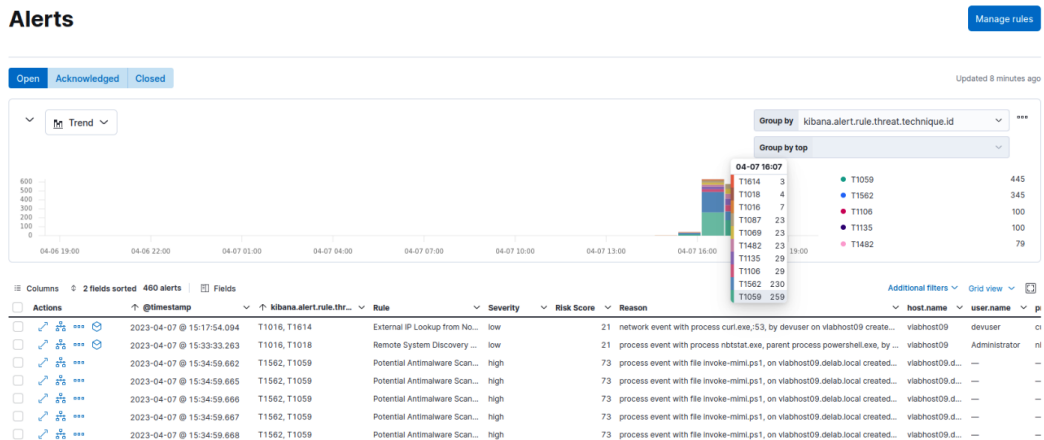 Alerts
Manage rules
Open Acknowledged Closed
Updated 8 minutes ago
Trend
Group by kibana.alert.rule.threat.technique.id
Group by top
600
500
400
300
200
100
0
04-06 19:00 04-06 22:00 04-07 01:00 04-07 04:00 04-07 07:00 04-07 10:00 04-07 13:00 04-07 16:00 19:00
04-07 16:07
T1614 3
T1018 4
T1016 7
T1087 23
T1069 23
T1482 23
T1135 29
T1106 29
T1562 230
T1059 259
T1059 445
T1562 345
T1106 100
T1135 100
T1482 79
Columns 2 fields sorted 460 alerts Fields
Additional filters Grid view
Actions @timestamp kibana.alert.rule.thr... Rule Severity Risk Score Reason host.name user.name
2023-04-07 @ 15:17:54.094 T1016, T1614 External IP Lookup from No... low 21 network event with process curl.exe,:53, by devuser on vlabhost09 create... vlabhost09 devuser
2023-04-07 @ 15:33:33.263 T1016, T1018 Remote System Discovery ... low 21 process event with process nbtstat.exe, parent process powershell.exe, by ... vlabhost09 Administrator
2023-04-07 @ 15:34:59.662 T1562, T1059 Potential Antimalware Scan... high 73 process event with file invoke-mimi.ps1, on vlabhost09.delab.local created... vlabhost09.d... —
2023-04-07 @ 15:34:59.665 T1562, T1059 Potential Antimalware Scan... high 73 process event with file invoke-mimi.ps1, on vlabhost09.delab.local created... vlabhost09.d... —
2023-04-07 @ 15:34:59.666 T1562, T1059 Potential Antimalware Scan... high 73 process event with file invoke-mimi.ps1, on vlabhost09.delab.local created... vlabhost09.d... —
2023-04-07 @ 15:34:59.667 T1562, T1059 Potential Antimalware Scan... high 73 process event with file invoke-mimi.ps1, on vlabhost09.delab.local created... vlabhost09.d... —
2023-04-07 @ 15:34:59.668 T1562, T1059 Potential Antimalware Scan... high 73 process event with file invoke-mimi.ps1, on vlabhost09.delab.local created... vlabhost09.d... —